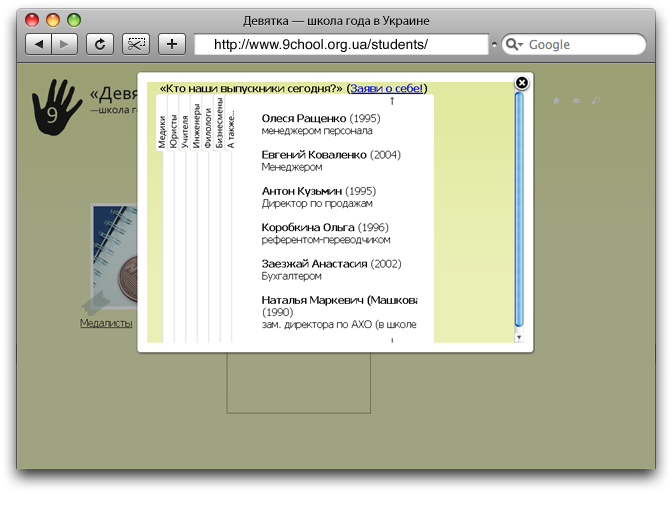 Девятка — школа года в Украине
http://www.9chool.org.ua/students/
Google
«Девя
—школа г
9
«Кто наши выпускники сегодня?» (Заяви о себе!)
Медики
Юристы
Учителя
Инженеры
Филологи
Бизнесмены
А также...
↑
Олеся Ращенко (1995)
менеджером персонала
Евгений Коваленко (2004)
Менеджером
Антон Кузьмин (1995)
Директор по продажам
Коробкина Ольга (1996)
референтом-переводчиком
Заезжай Анастасия (2002)
Бухгалтером
Наталья Маркевич (Машкова
(1990)
зам. директора по АХО (в школе
Медалисты